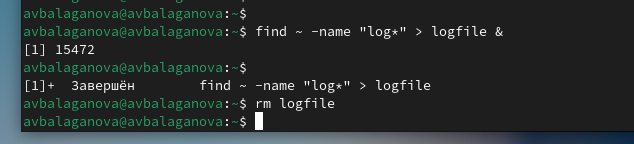 avbalaganova@avbalaganova:~$
avbalaganova@avbalaganova:~$ find ~ -name "log*" > logfile &
[1] 15472
avbalaganova@avbalaganova:~$
[1]+  Завершён        find ~ -name "log*" > logfile
avbalaganova@avbalaganova:~$ rm logfile
avbalaganova@avbalaganova:~$